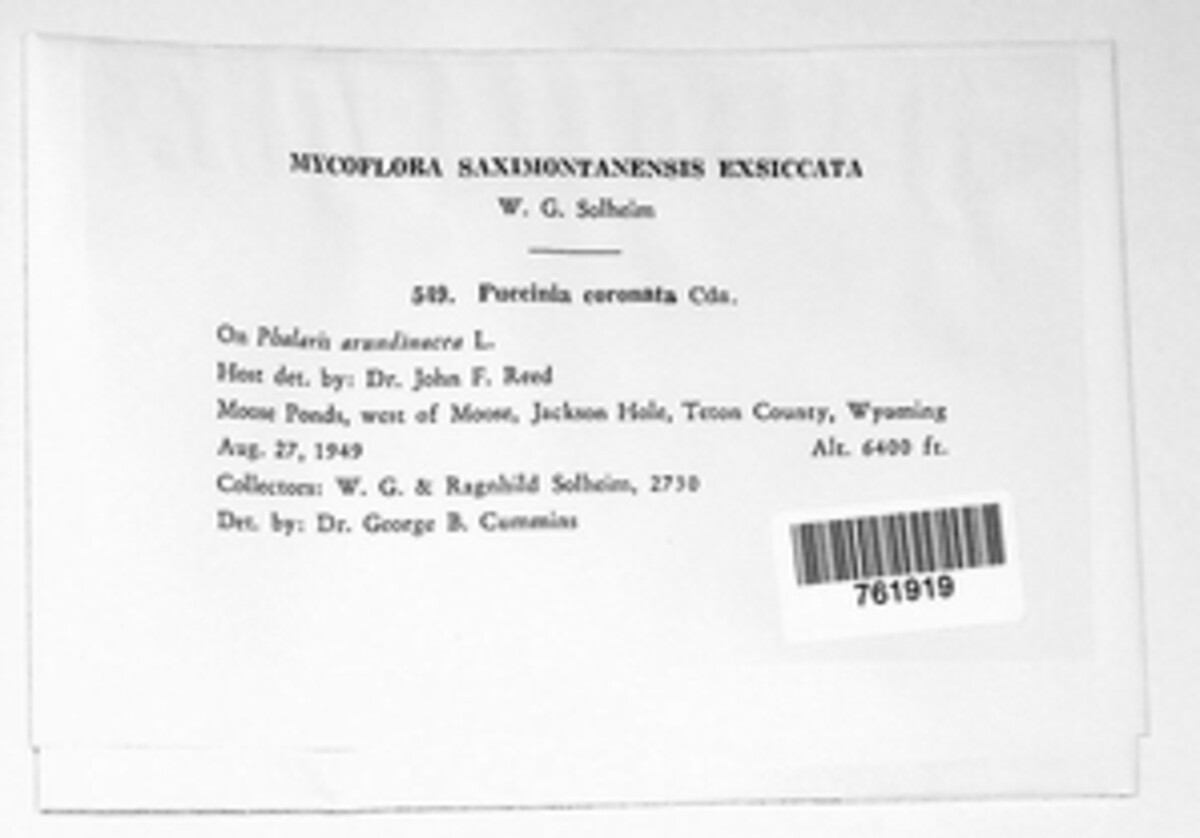 MYCOFLORA SAXIMONTANENSIS EXSICCATA
W. G. Solheim
549. Puccinia coronata Cda.
On Phalaris arundinacea L.
Host det. by: Dr. John F. Reed
Moose Ponds, west of Moose, Jackson Hole, Teton County, Wyoming
Aug. 27, 1949 Alt. 6400 ft.
Collectors: W. G. & Ragnhild Solheim, 2730
Det. by: Dr. George B. Cummins
761919